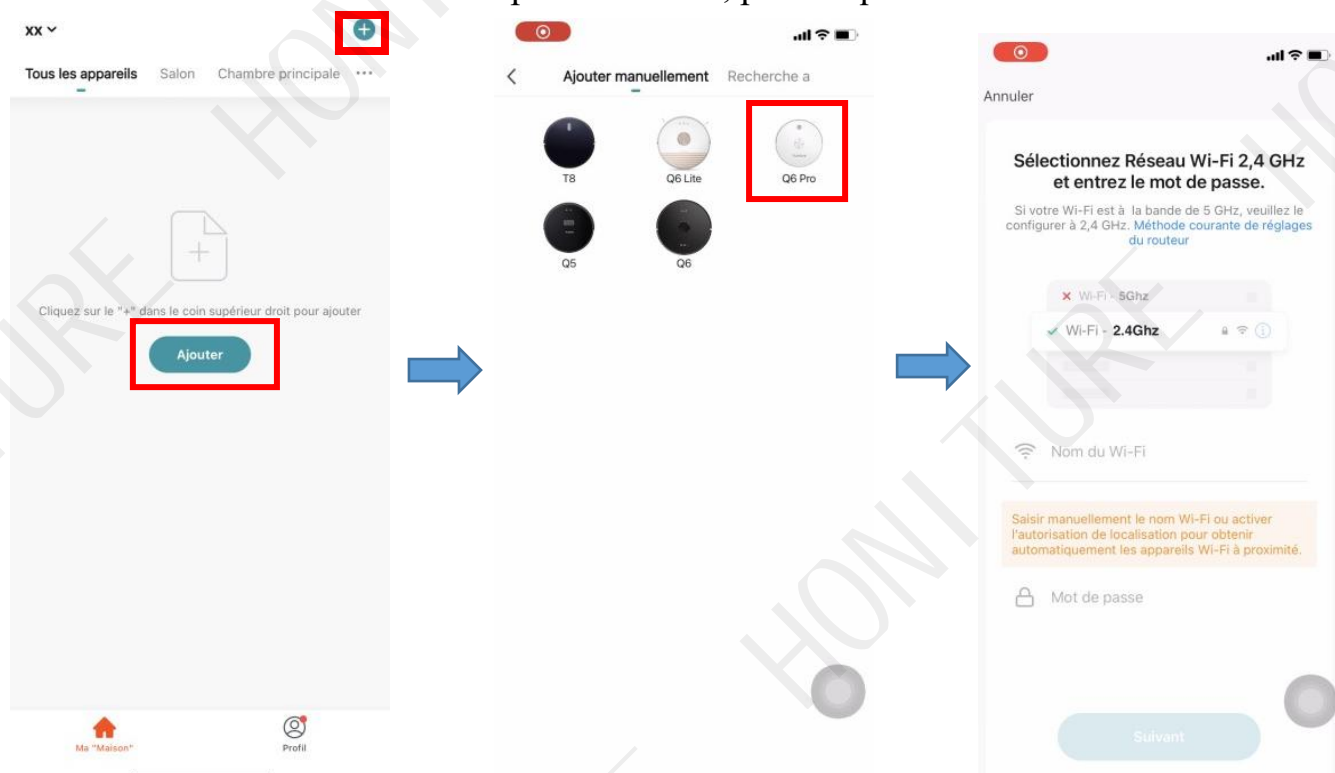 xx
Tous les appareils Salon Chambre principale ...
Cliquez sur le "+" dans le coin supérieur droit pour ajouter
Ajouter
Ma "Maison"
Profil
Ajouter manuellement Recherche a
T8
Q6 Lite
Q6 Pro
Q5
Q6
Annuler
Sélectionnez Réseau Wi-Fi 2,4 GHz
et entrez le mot de passe.
Si votre Wi-Fi est à la bande de 5 GHz, veuillez le
configurer à 2,4 GHz. Méthode courante de réglages
du routeur
Wi-Fi - 5Ghz
Wi-Fi - 2.4Ghz
Nom du Wi-Fi
Saisir manuellement le nom Wi-Fi ou activer
l'autorisation de localisation pour obtenir
automatiquement les appareils Wi-Fi à proximité.
Mot de passe
Suivant
HONITURE